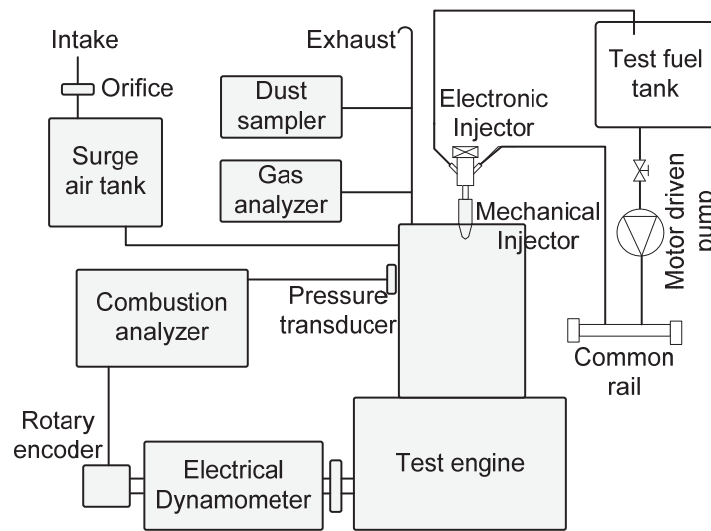 Intake
Orifice
Surge
air tank
Exhaust
Dust
sampler
Gas
analyzer
Electronic
Injector
Mechanical
Injector
Test fuel
tank
Motor driven
pump
Common
rail
Combustion
analyzer
Pressure
transducer
Rotary
encoder
Electrical
Dynamometer
Test engine